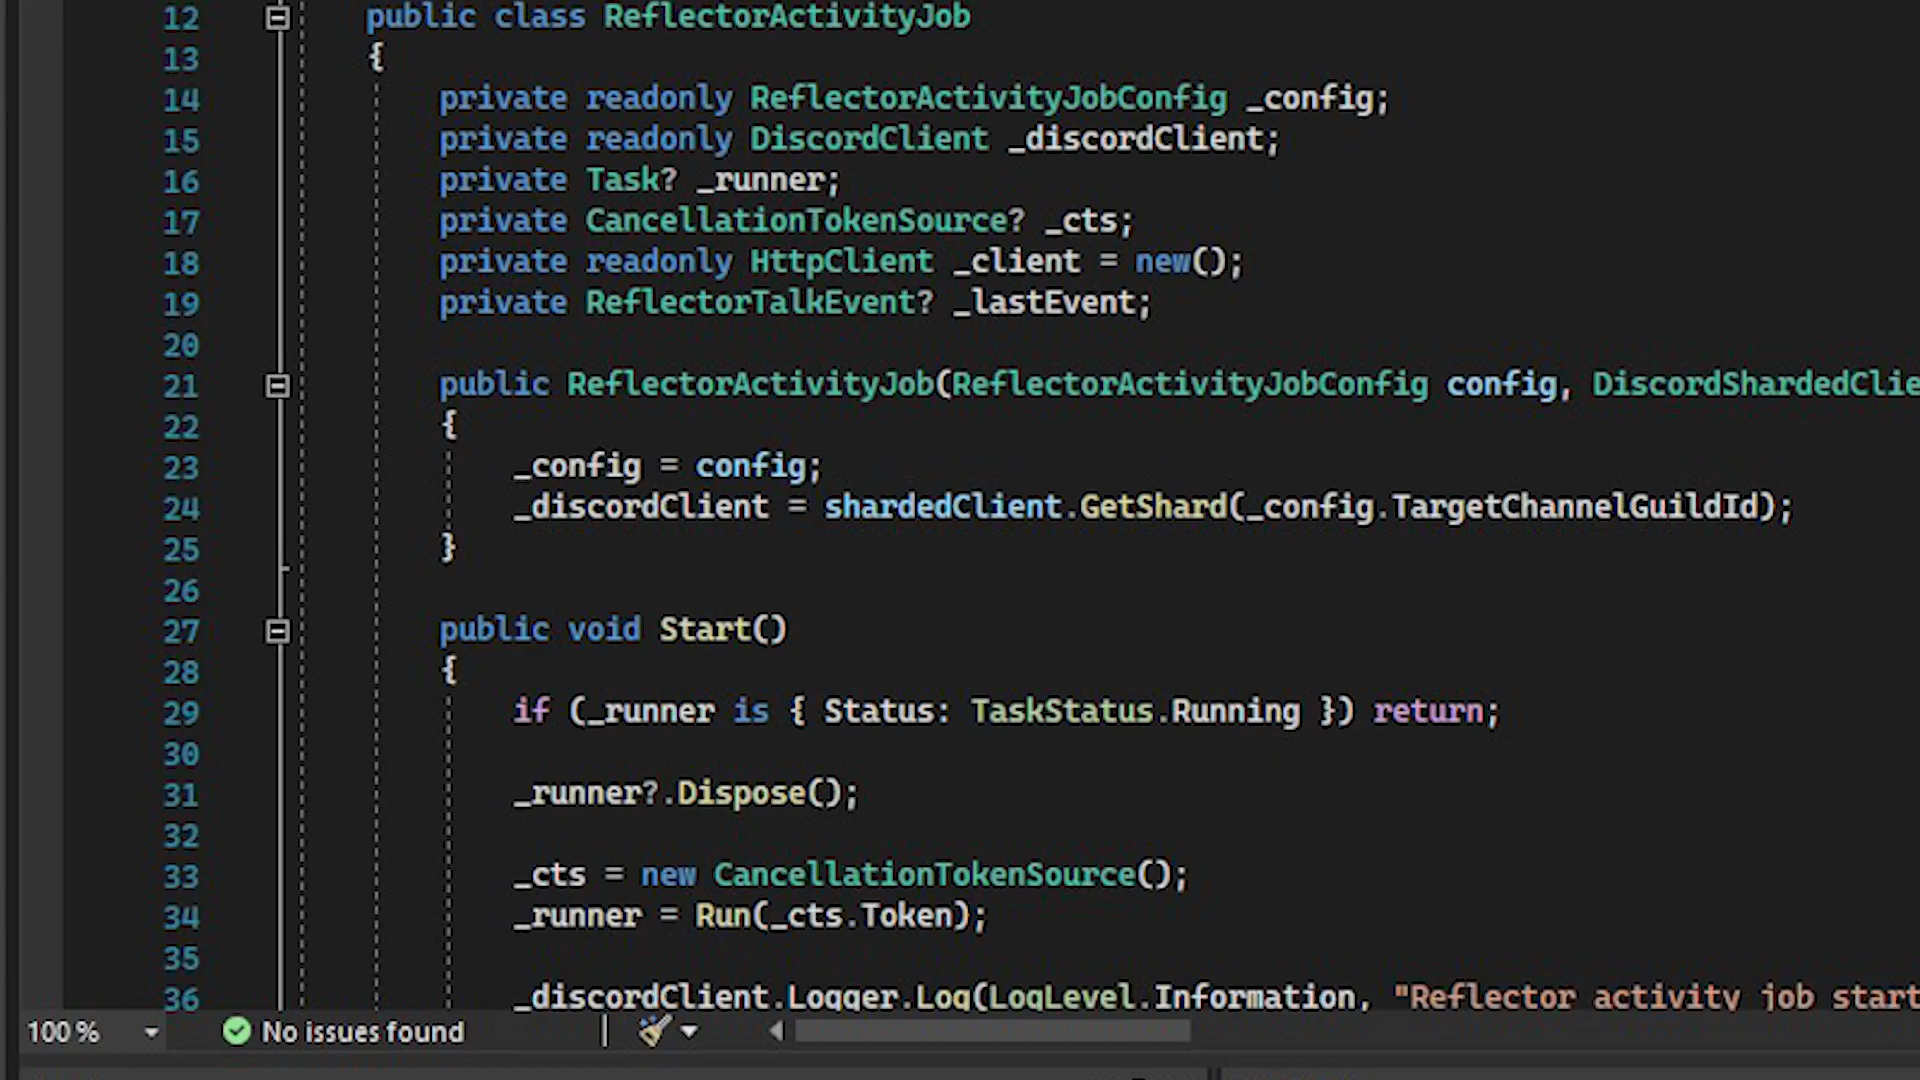 12 public class ReflectorActivityJob
13 {
14 private readonly ReflectorActivityJobConfig _config;
15 private readonly DiscordClient _discordClient;
16 private Task? _runner;
17 private CancellationTokenSource? _cts;
18 private readonly HttpClient _client = new();
19 private ReflectorTalkEvent? _lastEvent;
20
21 public ReflectorActivityJob(ReflectorActivityJobConfig config, DiscordShardedClie
22 {
23 _config = config;
24 _discordClient = shardedClient.GetShard(_config.TargetChannelGuildId);
25 }
26
27 public void Start()
28 {
29 if (_runner is { Status: TaskStatus.Running }) return;
30
31 _runner?.Dispose();
32
33 _cts = new CancellationTokenSource();
34 _runner = Run(_cts.Token);
35
36 _discordClient.Logger.Log(LogLevel.Information, "Reflector activity job start
100 % No issues found